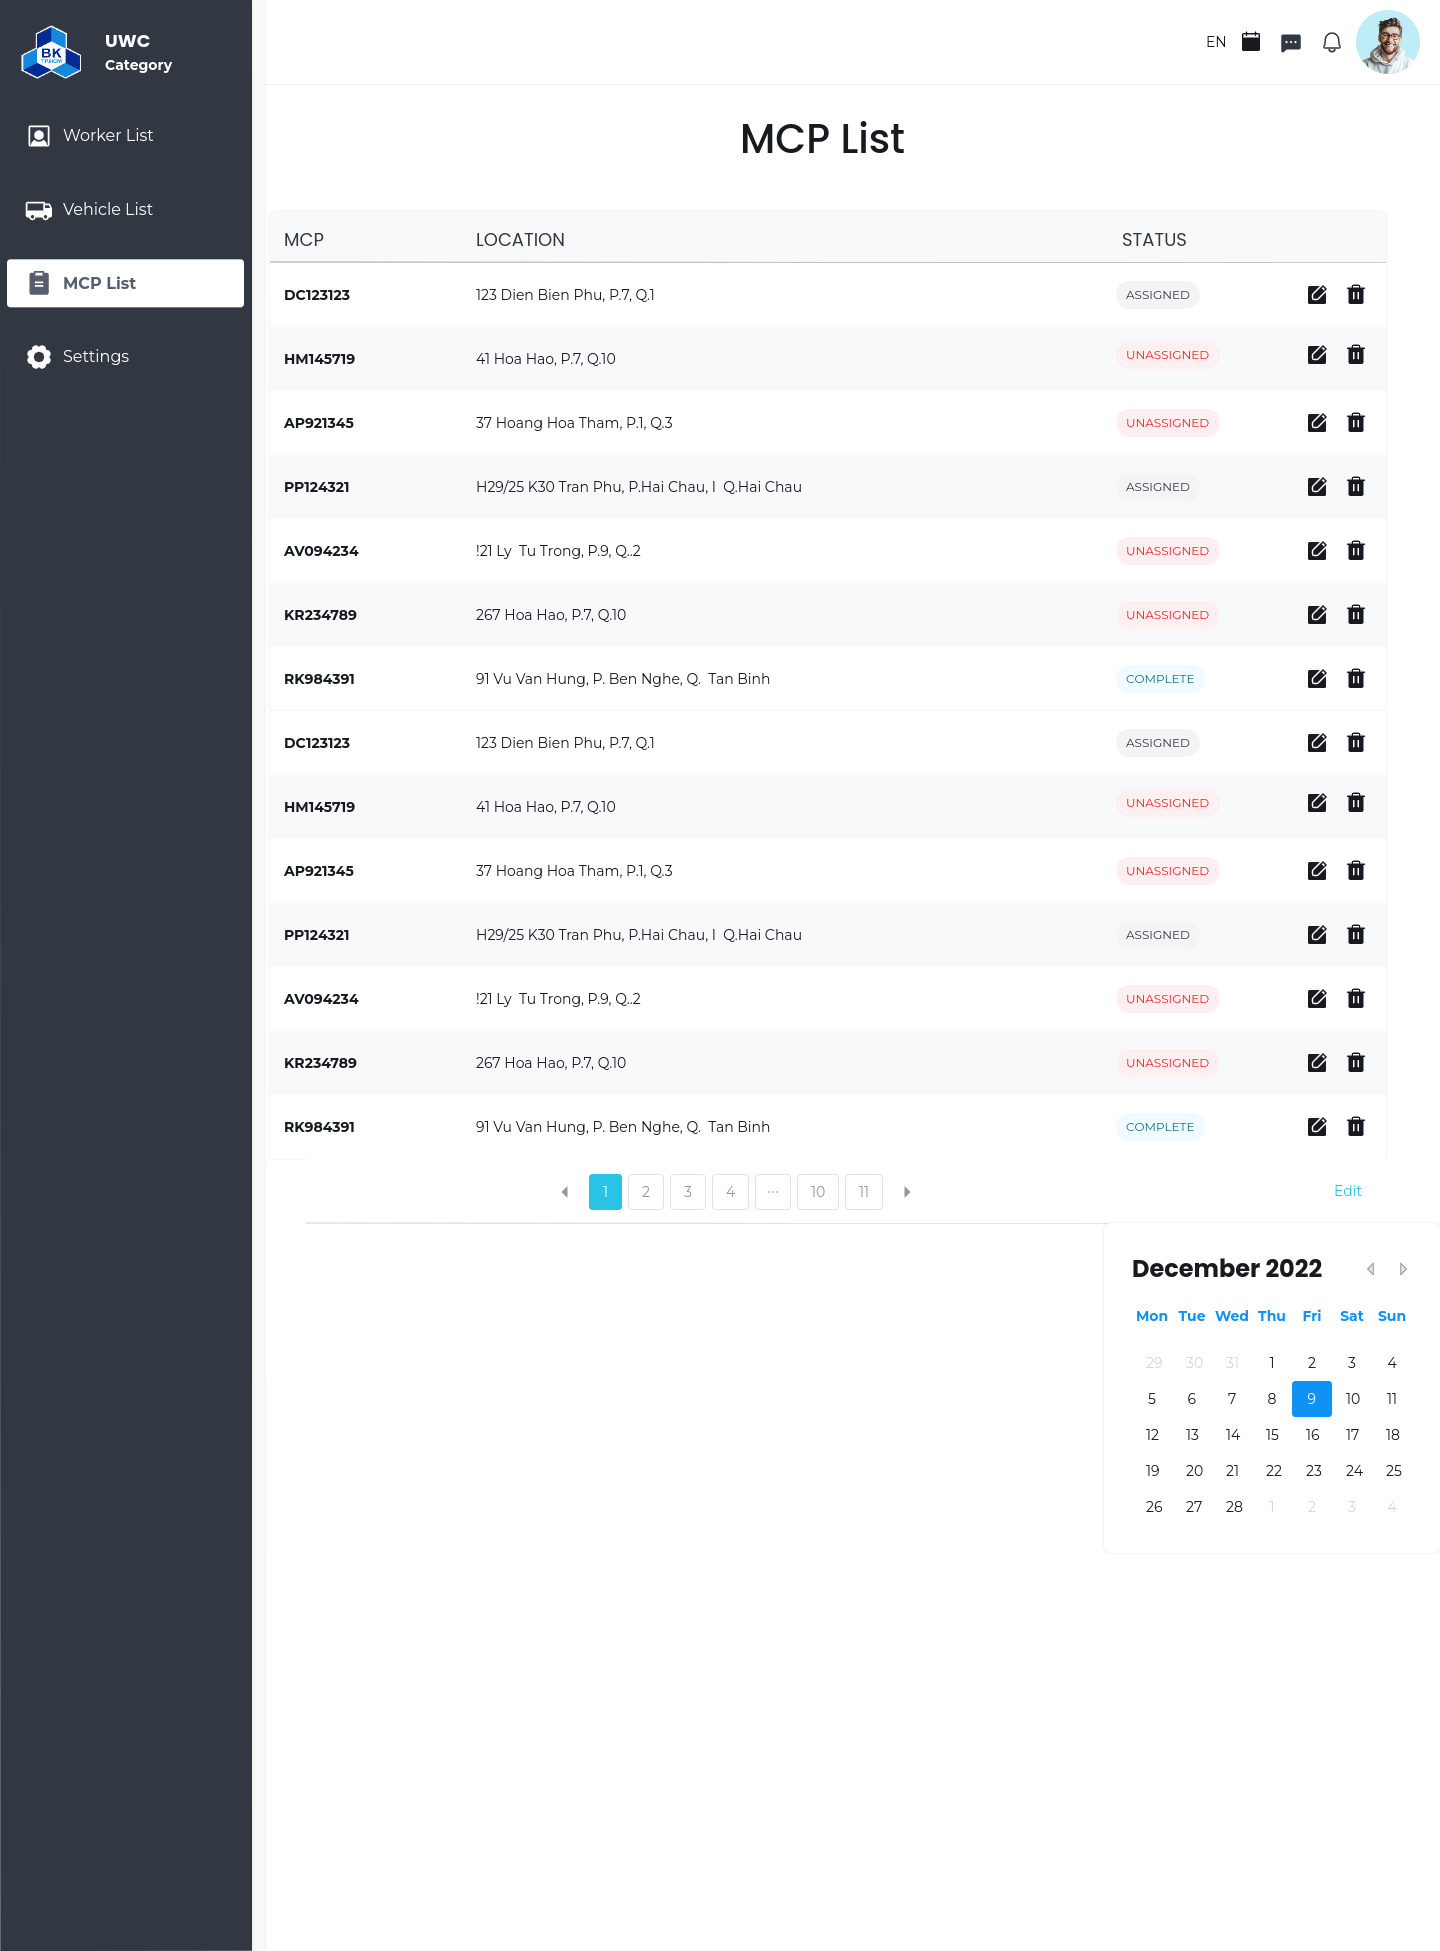 BK
TP.HCM
UWC
Category
EN
Worker List
Vehicle List
MCP List
Settings
MCP List
MCP LOCATION STATUS
DC123123 123 Dien Bien Phu, P.7, Q.1 ASSIGNED
HM145719 41 Hoa Hao, P.7, Q.10 UNASSIGNED
AP921345 37 Hoang Hoa Tham, P.1, Q.3 UNASSIGNED
PP124321 H29/25 K30 Tran Phu, P.Hai Chau, I  Q.Hai Chau ASSIGNED
AV094234 !21 Ly  Tu Trong, P.9, Q..2 UNASSIGNED
KR234789 267 Hoa Hao, P.7, Q.10 UNASSIGNED
RK984391 91 Vu Van Hung, P. Ben Nghe, Q.  Tan Binh COMPLETE
DC123123 123 Dien Bien Phu, P.7, Q.1 ASSIGNED
HM145719 41 Hoa Hao, P.7, Q.10 UNASSIGNED
AP921345 37 Hoang Hoa Tham, P.1, Q.3 UNASSIGNED
PP124321 H29/25 K30 Tran Phu, P.Hai Chau, I  Q.Hai Chau ASSIGNED
AV094234 !21 Ly  Tu Trong, P.9, Q..2 UNASSIGNED
KR234789 267 Hoa Hao, P.7, Q.10 UNASSIGNED
RK984391 91 Vu Van Hung, P. Ben Nghe, Q.  Tan Binh COMPLETE
1 2 3 4 ... 10 11 Edit
December 2022
Mon Tue Wed Thu Fri Sat Sun
29 30 31 1 2 3 4
5 6 7 8 9 10 11
12 13 14 15 16 17 18
19 20 21 22 23 24 25
26 27 28 1 2 3 4